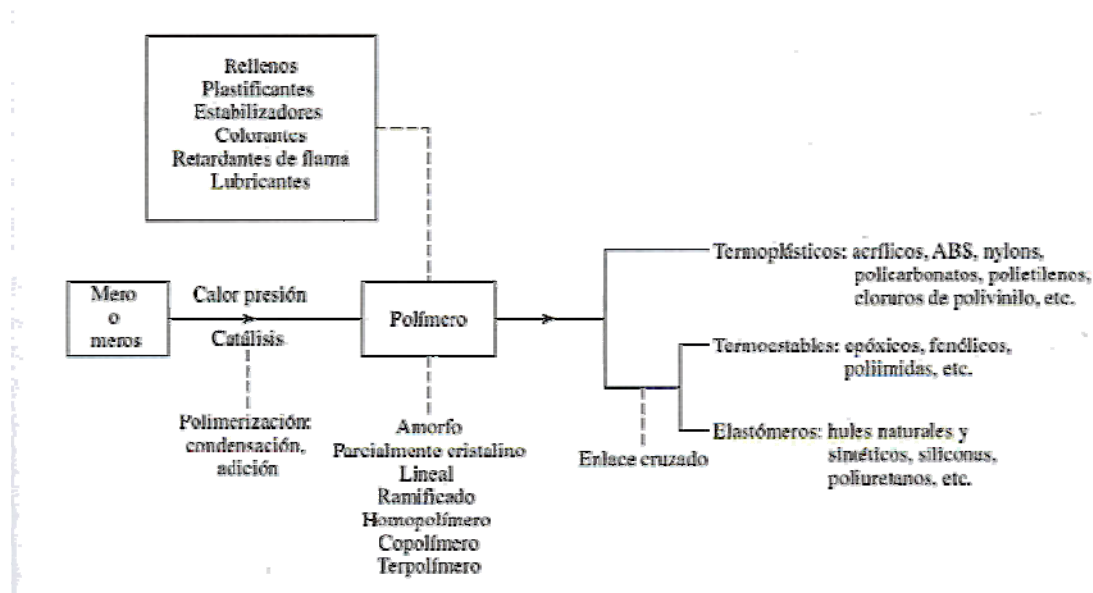 Rellenos
Plastificantes
Estabilizadores
Colorantes
Retardantes de flama
Lubricantes
Mero
o
meros
Calor presión
Catálisis
Polimerización:
condensación,
adición
Polímero
Amorfo
Parcialmente cristalino
Lineal
Ramificado
Homopolímero
Copolímero
Terpolímero
Enlace cruzado
Termoplásticos: acrílicos, ABS, nylons,
policarbonatos, polietilenos,
cloruros de polivinilo, etc.
Termoestables: epóxicos, fenólicos,
poliimidas, etc.
Elastómeros: hules naturales y
sintéticos, siliconas,
poliuretanos, etc.